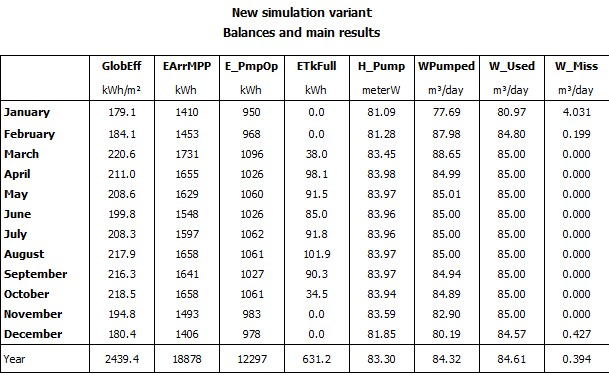 New simulation variant
Balances and main results
GlobEff EArrMPP E_PmpOp ETkFull H_Pump WPumped W_Used W_Miss
kWh/m² kWh kWh kWh meterW m³/day m³/day m³/day
January 179.1 1410 950 0.0 81.09 77.69 80.97 4.031
February 184.1 1453 968 0.0 81.28 87.98 84.80 0.199
March 220.6 1731 1096 38.0 83.45 88.65 85.00 0.000
April 211.0 1655 1026 98.1 83.98 84.99 85.00 0.000
May 208.6 1629 1060 91.5 83.97 85.01 85.00 0.000
June 199.8 1548 1026 85.0 83.96 85.00 85.00 0.000
July 208.3 1597 1062 91.8 83.96 85.00 85.00 0.000
August 217.9 1658 1061 101.9 83.97 85.00 85.00 0.000
September 216.3 1641 1027 90.3 83.97 84.94 85.00 0.000
October 218.5 1658 1061 34.5 83.94 84.89 85.00 0.000
November 194.8 1493 983 0.0 83.59 82.90 85.00 0.000
December 180.4 1406 978 0.0 81.85 80.19 84.57 0.427
Year 2439.4 18878 12297 631.2 83.30 84.32 84.61 0.394